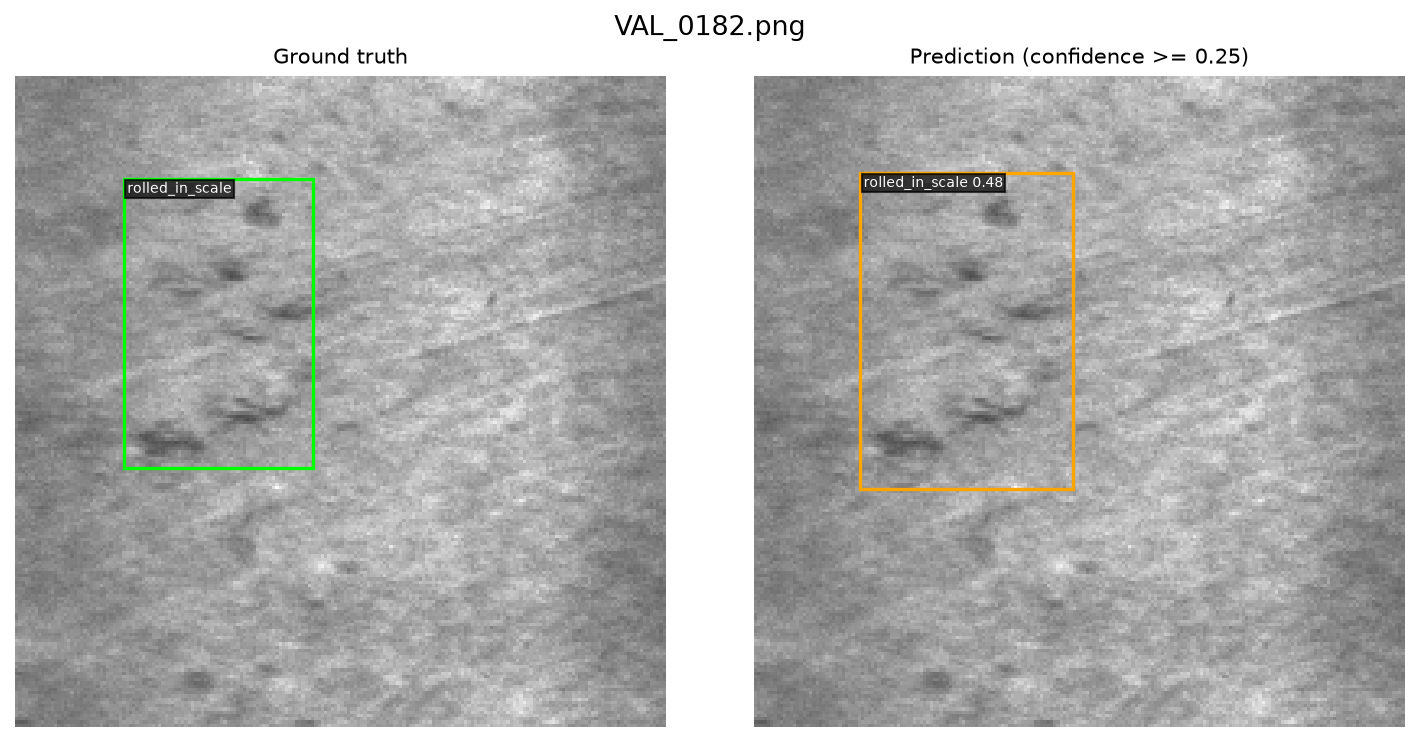 VAL_0182.png
Ground truth
Prediction (confidence >= 0.25)
rolled_in_scale
rolled_in_scale 0.48